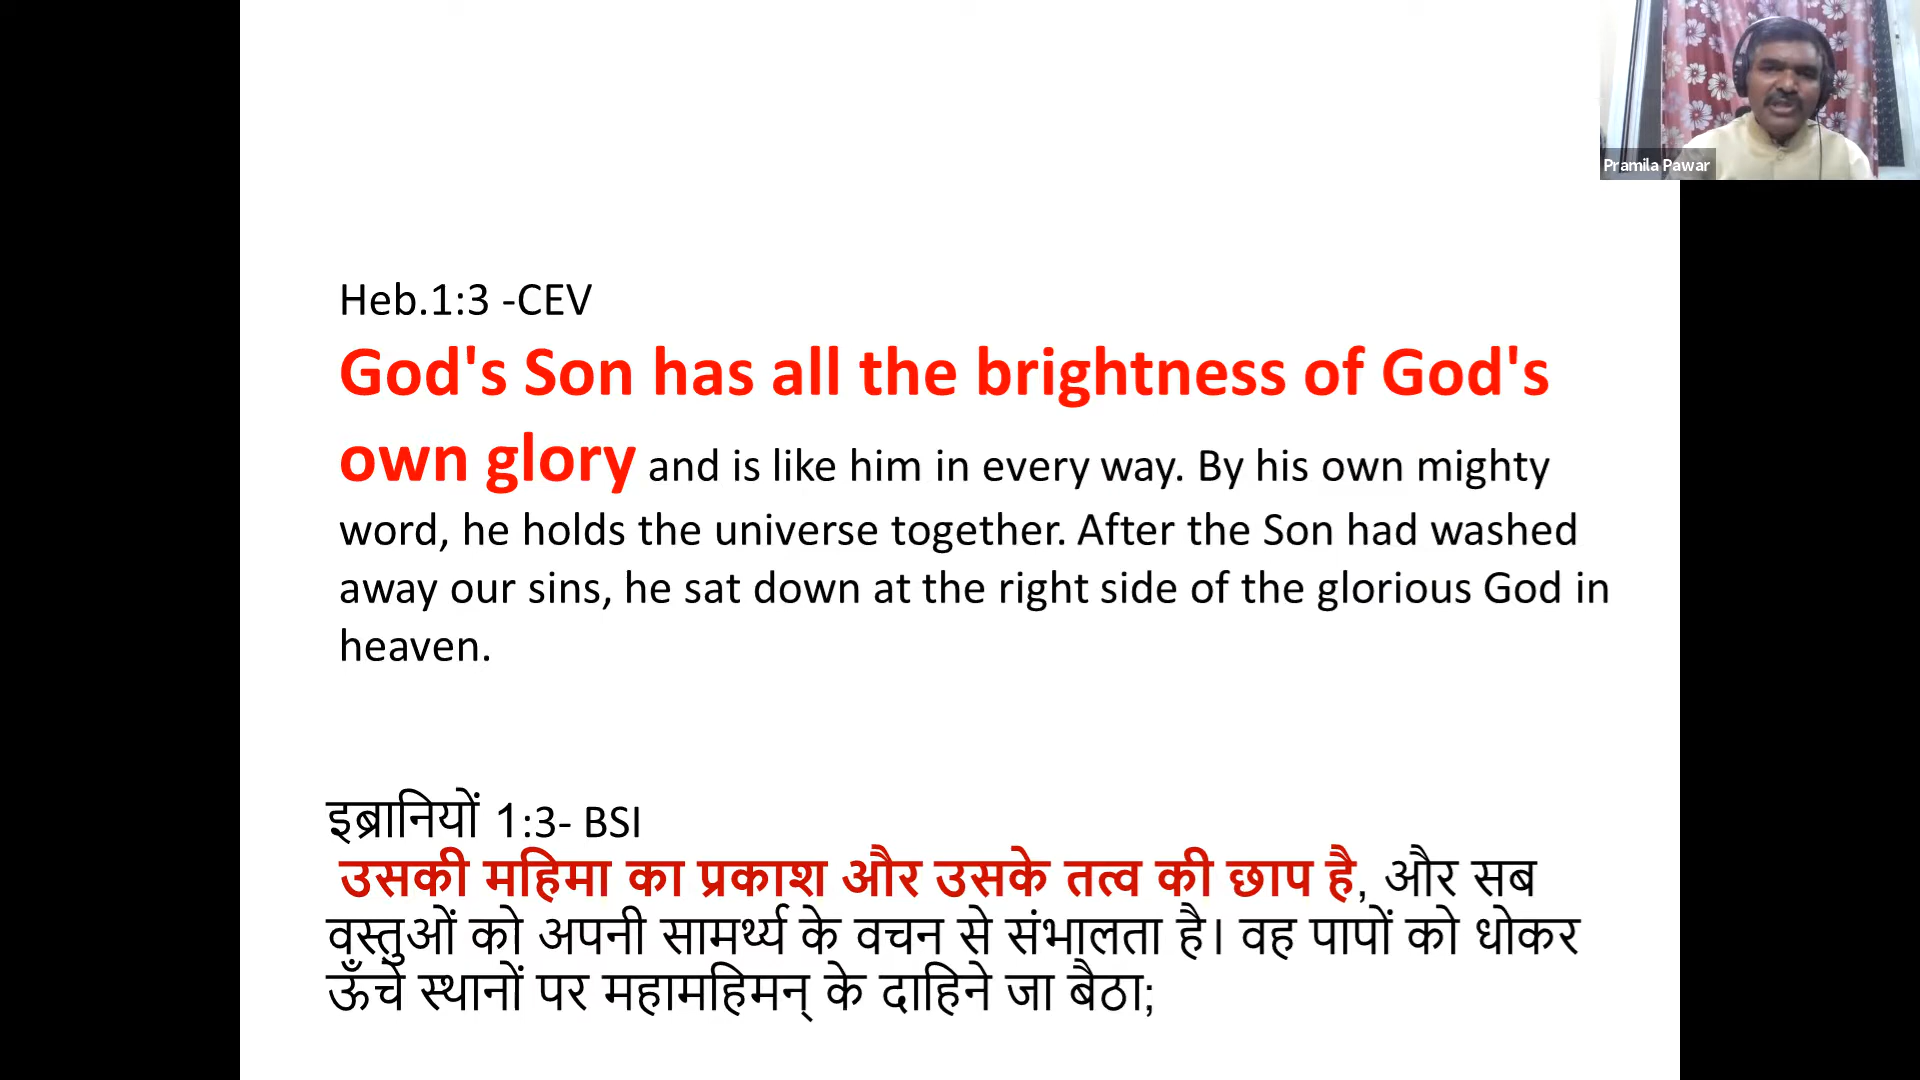 Pramila Pawar
Heb.1:3 -CEV
God's Son has all the brightness of God's
own glory and is like him in every way. By his own mighty
word, he holds the universe together. After the Son had washed
away our sins, he sat down at the right side of the glorious God in
heaven.
इब्रानियों 1:3- BSI
उसकी महिमा का प्रकाश और उसके तत्व की छाप है, और सब
वस्तुओं को अपनी सामर्थ्य के वचन से संभालता है। वह पापों को धोकर
ऊँचे स्थानों पर महामहिमन् के दाहिने जा बैठा;